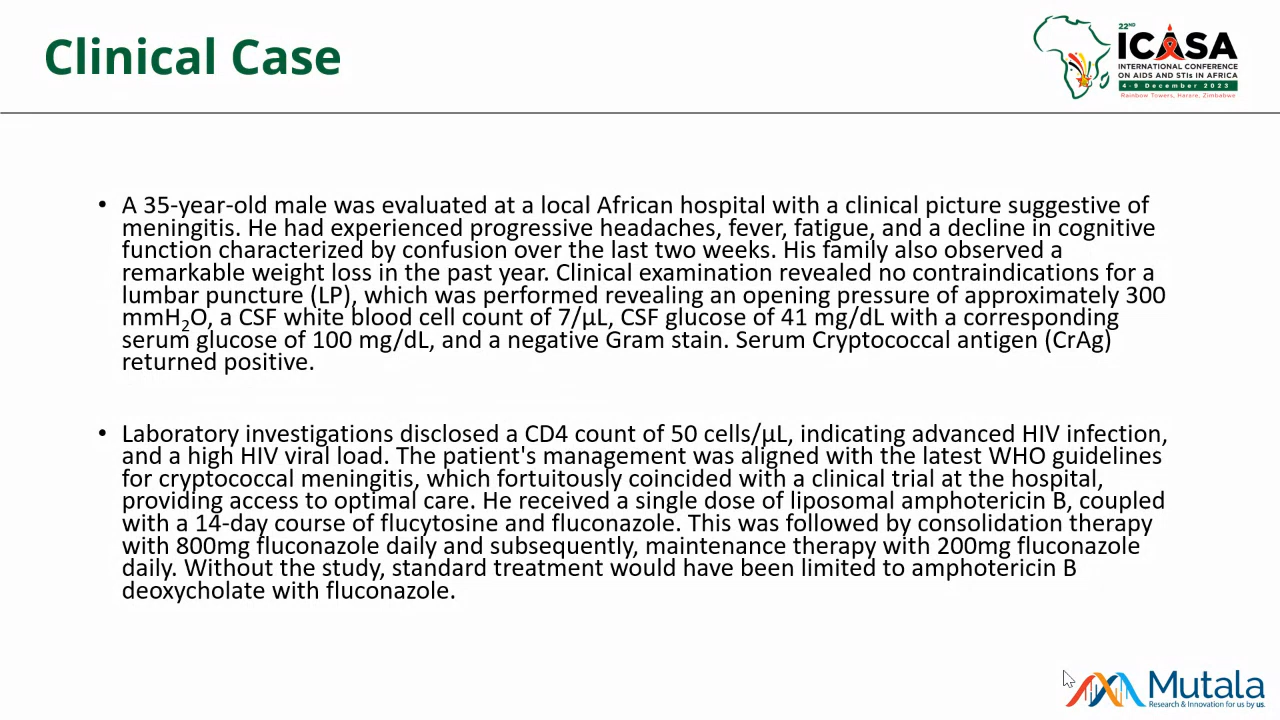 Clinical Case
22ND
ICASA
INTERNATIONAL CONFERENCE
ON AIDS AND STIs IN AFRICA
4-9 December 2023
Rainbow Towers, Harare, Zimbabwe
• A 35-year-old male was evaluated at a local African hospital with a clinical picture suggestive of
meningitis. He had experienced progressive headaches, fever, fatigue, and a decline in cognitive
function characterized by confusion over the last two weeks. His family also observed a
remarkable weight loss in the past year. Clinical examination revealed no contraindications for a
lumbar puncture (LP), which was performed revealing an opening pressure of approximately 300
mmH₂O, a CSF white blood cell count of 7/μL, CSF glucose of 41 mg/dL with a corresponding
serum glucose of 100 mg/dL, and a negative Gram stain. Serum Cryptococcal antigen (CrAg)
returned positive.
• Laboratory investigations disclosed a CD4 count of 50 cells/μL, indicating advanced HIV infection,
and a high HIV viral load. The patient's management was aligned with the latest WHO guidelines
for cryptococcal meningitis, which fortuitously coincided with a clinical trial at the hospital,
providing access to optimal care. He received a single dose of liposomal amphotericin B, coupled
with a 14-day course of flucytosine and fluconazole. This was followed by consolidation therapy
with 800mg fluconazole daily and subsequently, maintenance therapy with 200mg fluconazole
daily. Without the study, standard treatment would have been limited to amphotericin B
deoxycholate with fluconazole.
Mutala
Research & Innovation for us by us.